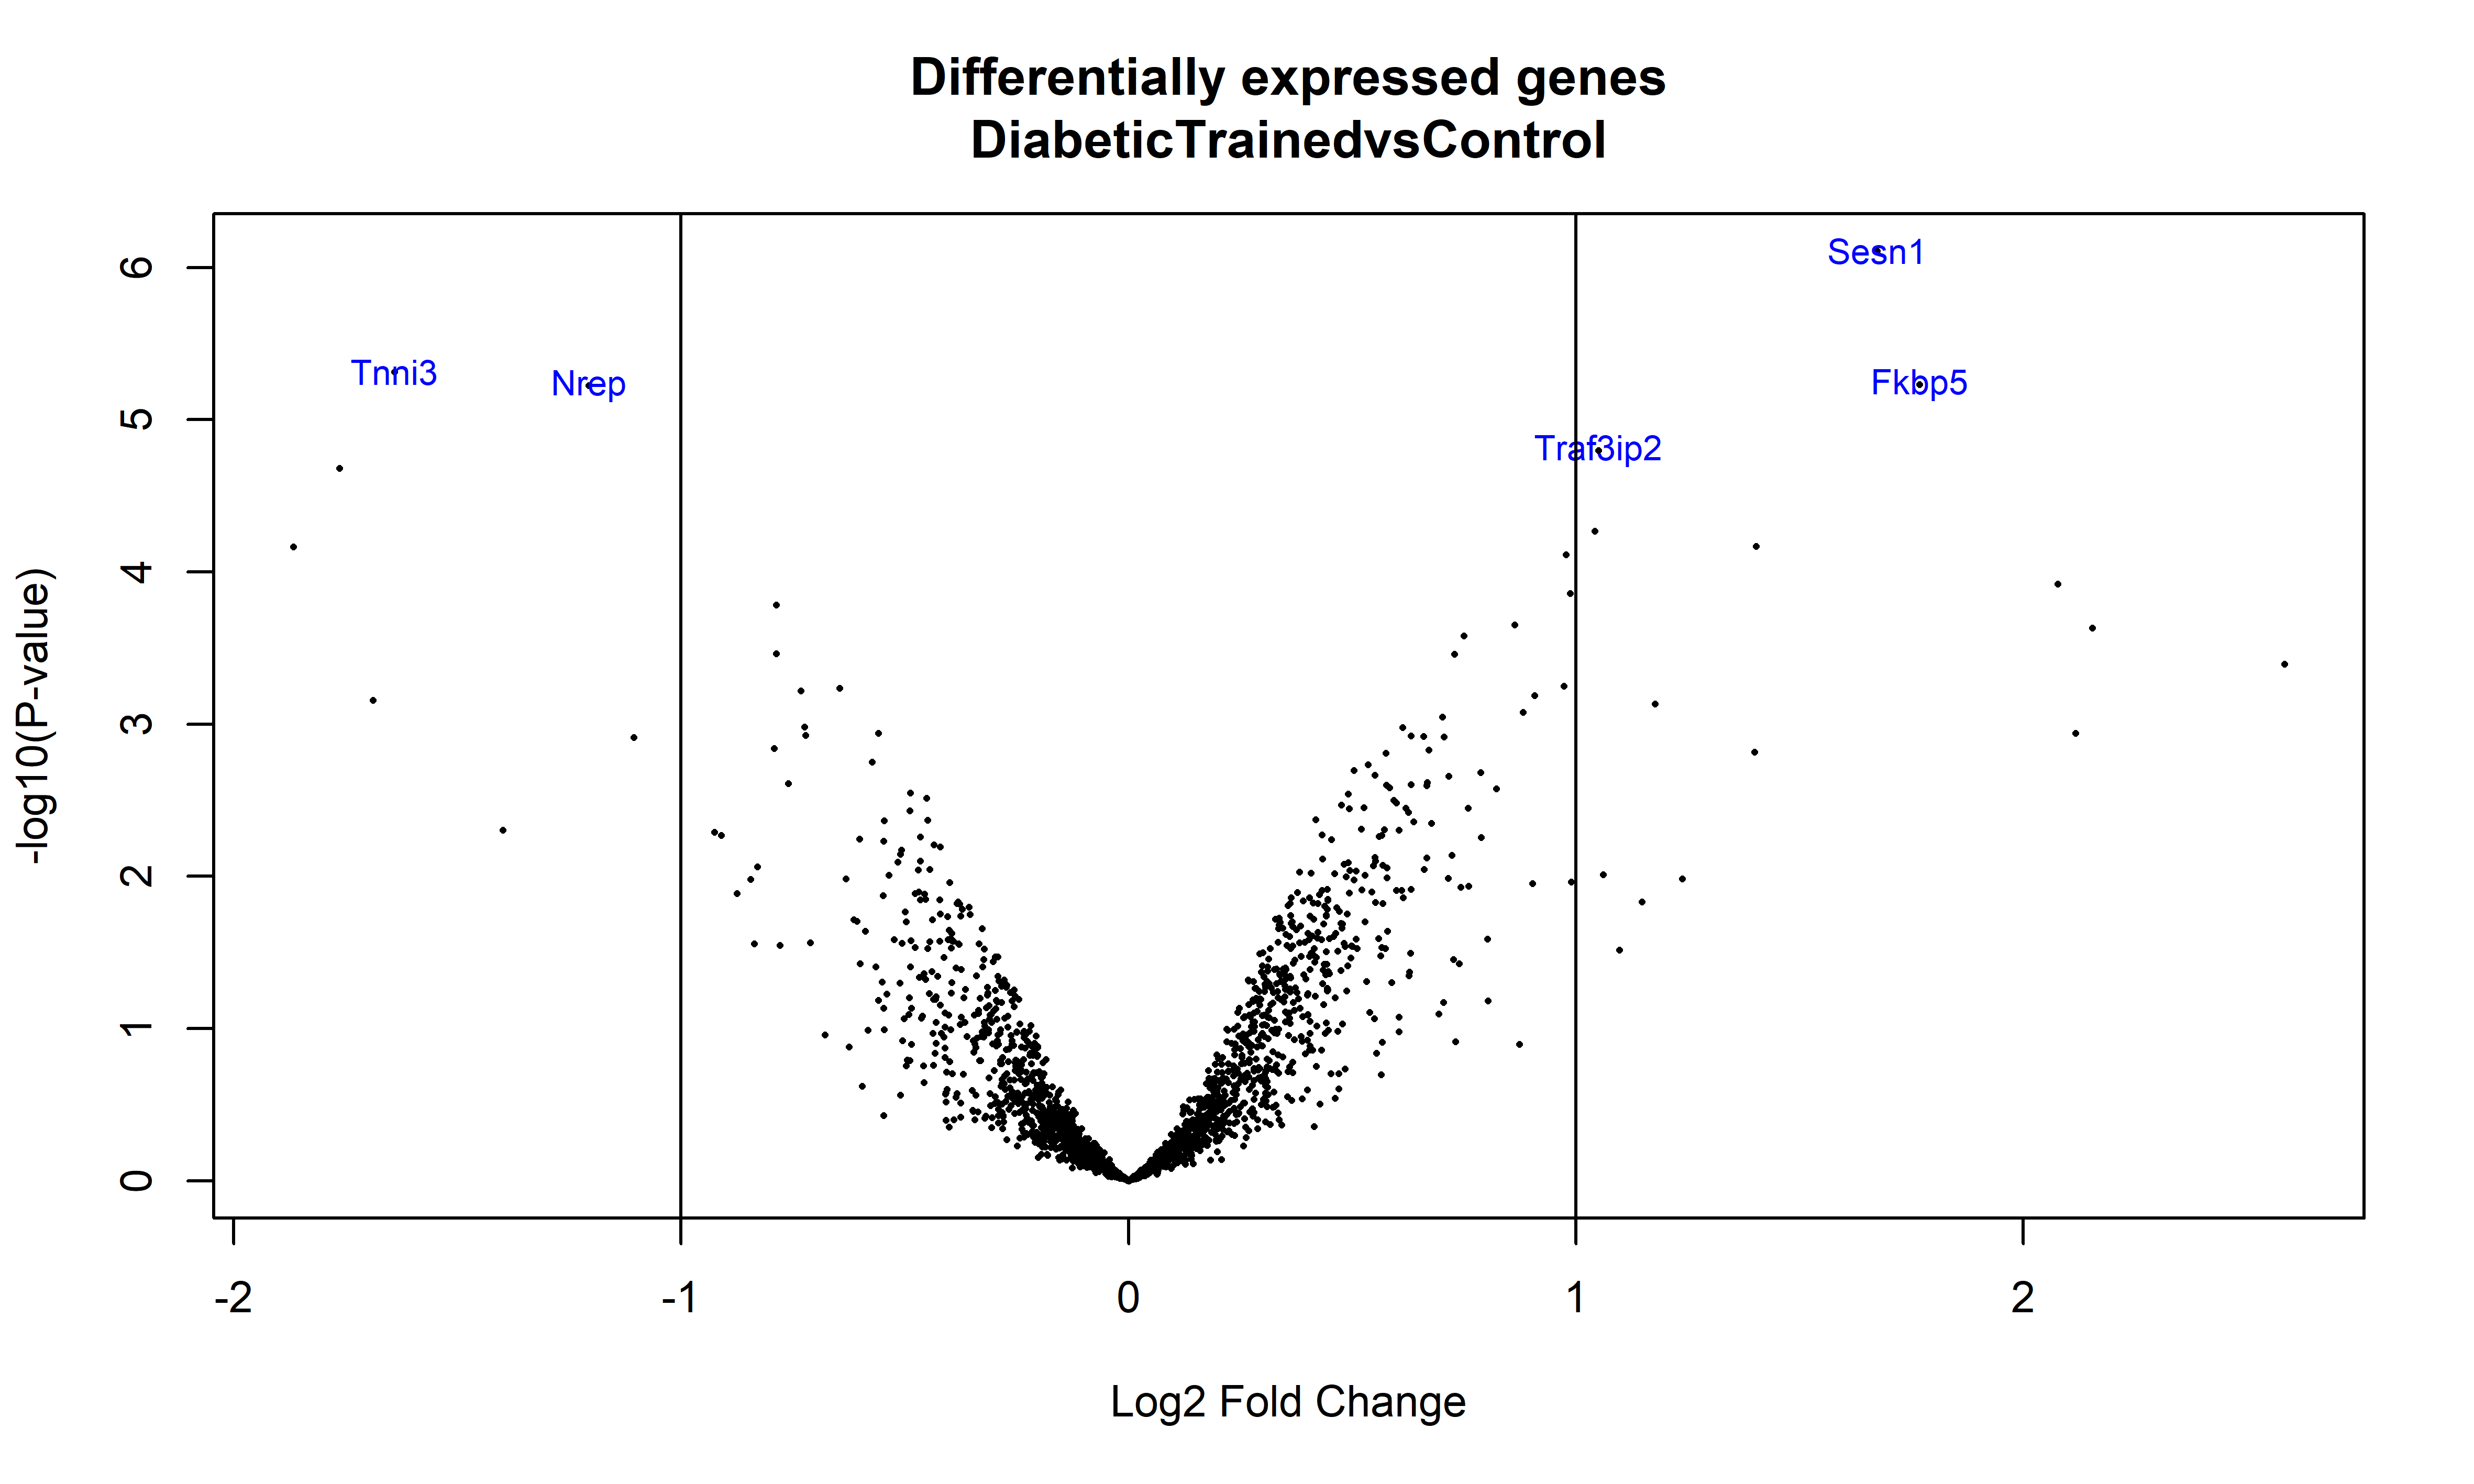 Differentially expressed genes
DiabeticTrainedvsControl
-log10(P-value)
6
5
4
3
2
1
0
Sesn1
Tnni3
Nrep
Fkbp5
Traf3ip2
-2
-1
0
1
2
Log2 Fold Change